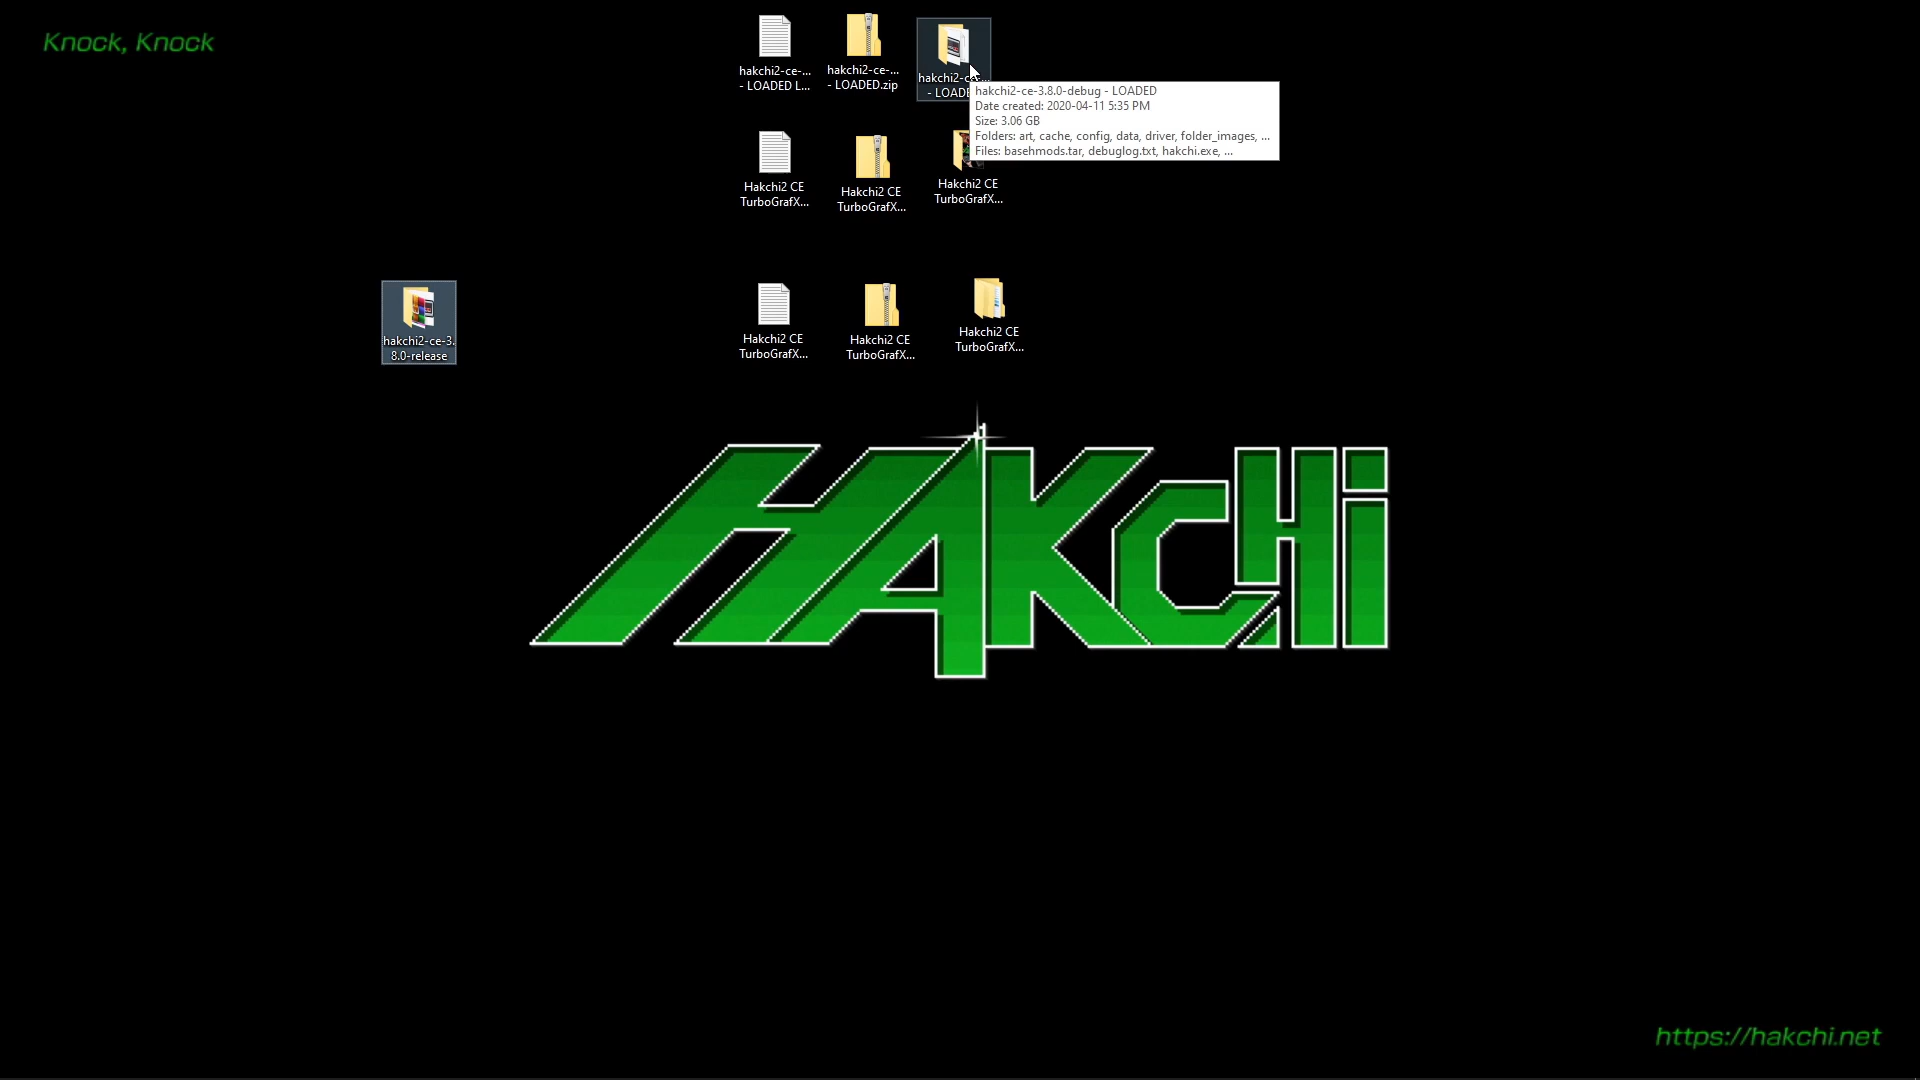 Knock, Knock
hakchi2-ce-...
- LOADED L...
hakchi2-ce-...
- LOADED.zip
hakchi2-ce-...
- LOADE
hakchi2-ce-3.8.0-debug - LOADED
Date created: 2020-04-11 5:35 PM
Size: 3.06 GB
Folders: art, cache, config, data, driver, folder_images, ...
Files: basehmods.tar, debuglog.txt, hakchi.exe, ...
Hakchi2 CE
TurboGrafX...
Hakchi2 CE
TurboGrafX...
Hakchi2 CE
TurboGrafX...
hakchi2-ce-3.
8.0-release
Hakchi2 CE
TurboGrafX...
Hakchi2 CE
TurboGrafX...
Hakchi2 CE
TurboGrafX...
HAKCHi
https://hakchi.net